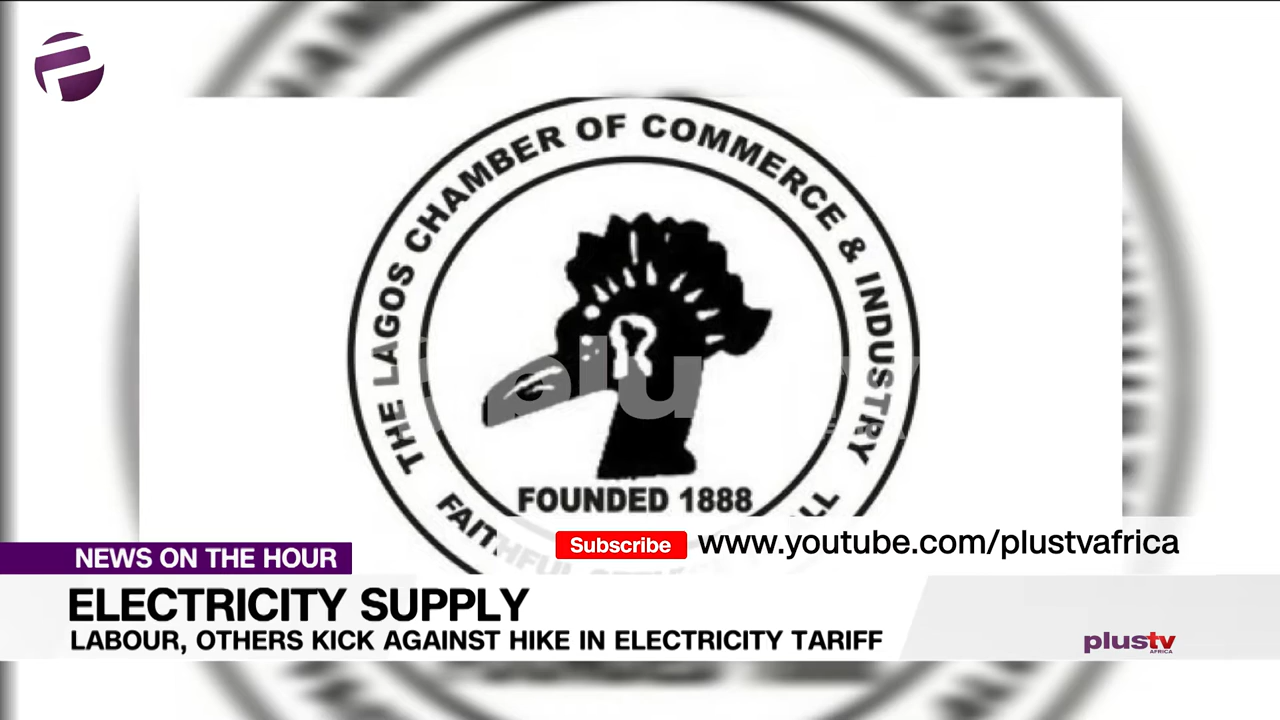 THE LAGOS CHAMBER OF COMMERCE & INDUSTRY
R
FOUNDED 1888
Subscribe
www.youtube.com/plustvafrica
NEWS ON THE HOUR
ELECTRICITY SUPPLY
LABOUR, OTHERS KICK AGAINST HIKE IN ELECTRICITY TARIFF
plustv
AFRICA